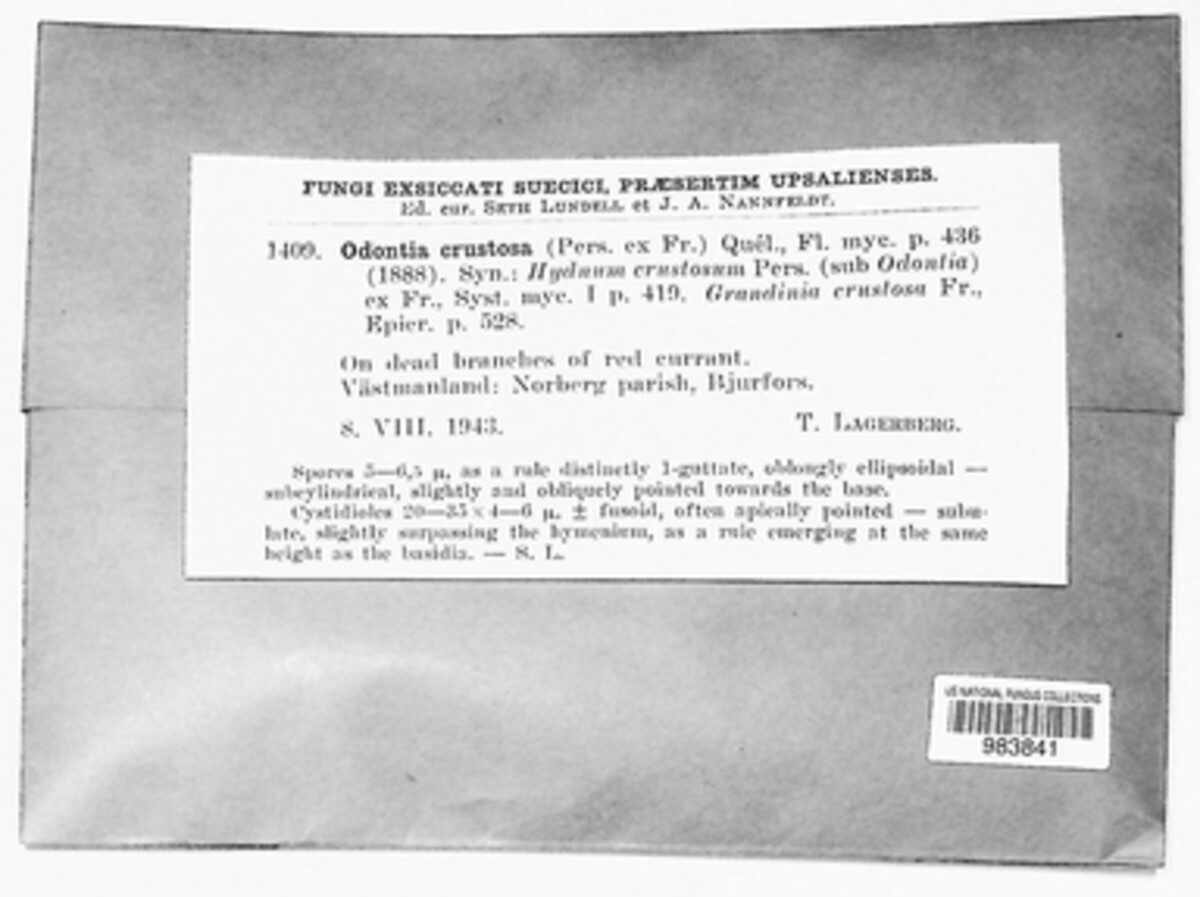 FUNGI EXSICCATI SUECICI, PRÆSERTIM UPSALIENSES.
Ed. cur. SETH LUNDELL et J. A. NANNFELDT.
1409. Odontia crustosa (Pers. ex Fr.) Quél., Fl. myc. p. 436
(1888). Syn.: Hydnum crustosum Pers. (sub Odontia)
ex Fr., Syst. myc. I p. 419. Grandinia crustosa Fr.,
Epicr. p. 528.
On dead branches of red currant.
Västmanland: Norberg parish, Bjurfors.
8. VIII. 1943. T. LAGERBERG.
Spores 5—6,5 µ, as a rule distinctly 1-guttate, oblongly ellipsoidal —
subcylindrical, slightly and obliquely pointed towards the base.
Cystidioles 20—35 × 4—6 µ, ± fusoid, often apically pointed — subu-
late, slightly surpassing the hymenium, as a rule emerging at the same
height as the basidia. — S. L.
US NATIONAL FUNGUS COLLECTIONS
983841